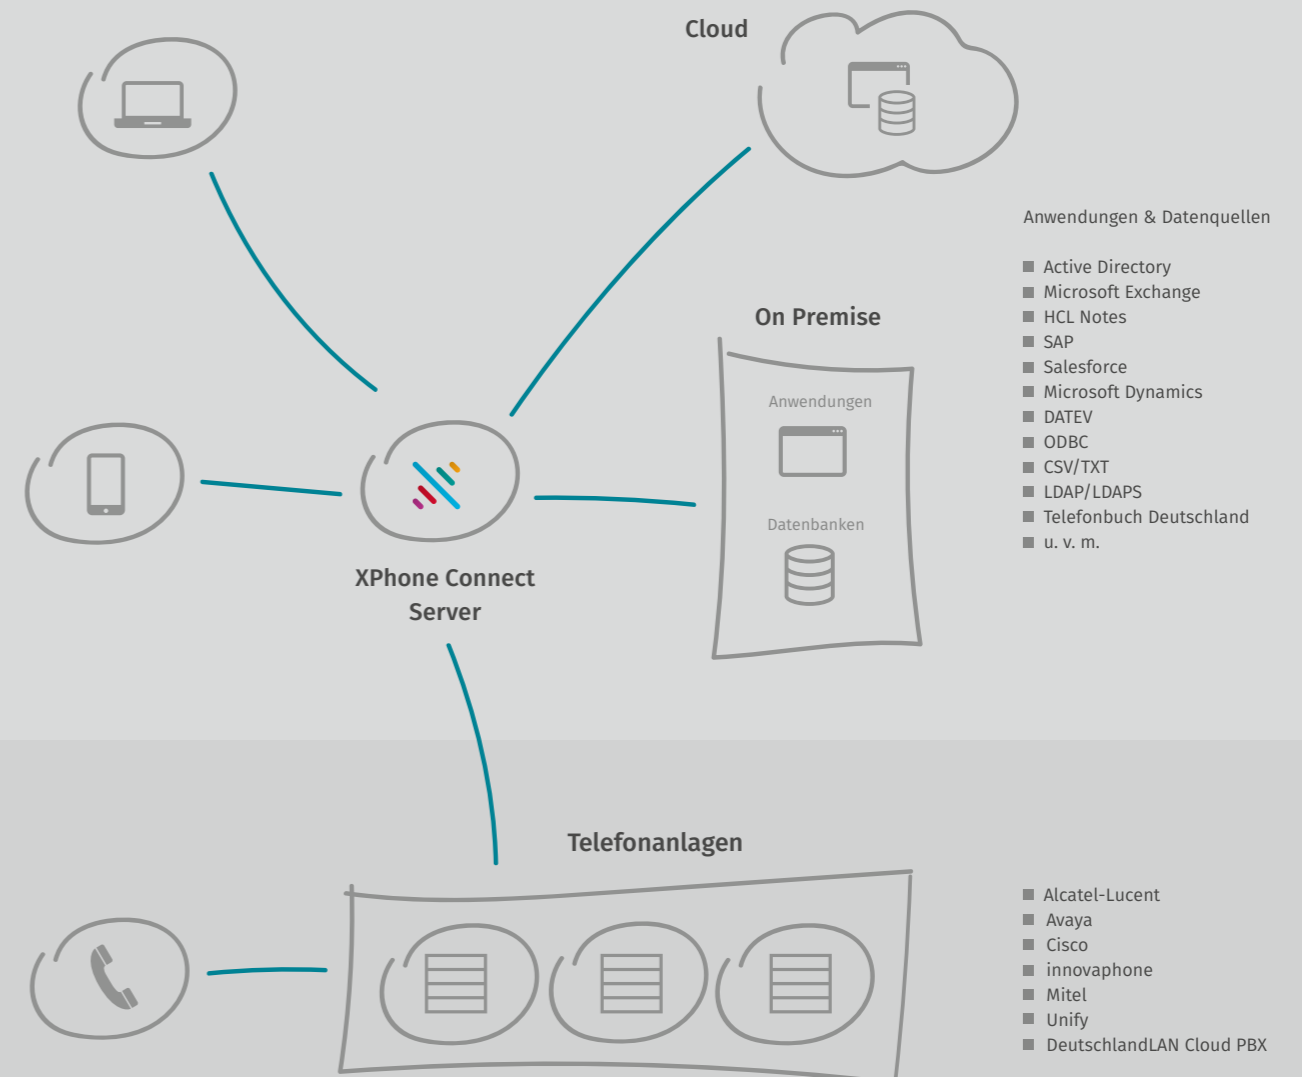 Cloud
Anwendungen & Datenquellen
Active Directory
Microsoft Exchange
HCL Notes
SAP
Salesforce
Microsoft Dynamics
DATEV
ODBC
CSV/TXT
LDAP/LDAPS
Telefonbuch Deutschland
u. v. m.
On Premise
Anwendungen
Datenbanken
XPhone Connect
Server
Telefonanlagen
Alcatel-Lucent
Avaya
Cisco
innovaphone
Mitel
Unify
DeutschlandLAN Cloud PBX